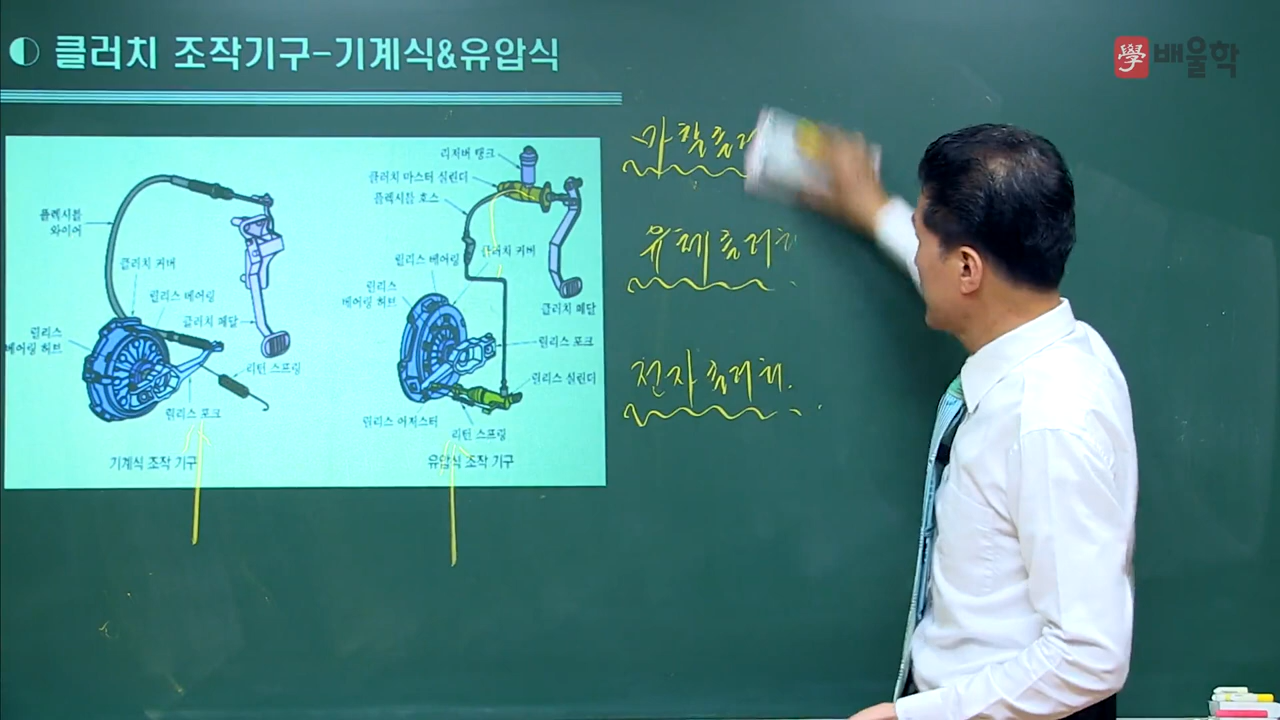 클러치 조작기구-기계식&유압식
學 배울학
플렉시블
와이어
클러치 커버
릴리스 베어링
클러치 페달
릴리스
베어링 허브
리턴 스프링
릴리스 포크
기계식 조작 기구
리저버 탱크
클러치 마스터 실린더
플렉시블 호스
클러치 커버
릴리스 베어링
릴리스
베어링 허브
클러치 페달
릴리스 포크
릴리스 실린더
릴리스 어저스터
리턴 스프링
유압식 조작 기구
마찰클러
유체클러치
전자클러치.